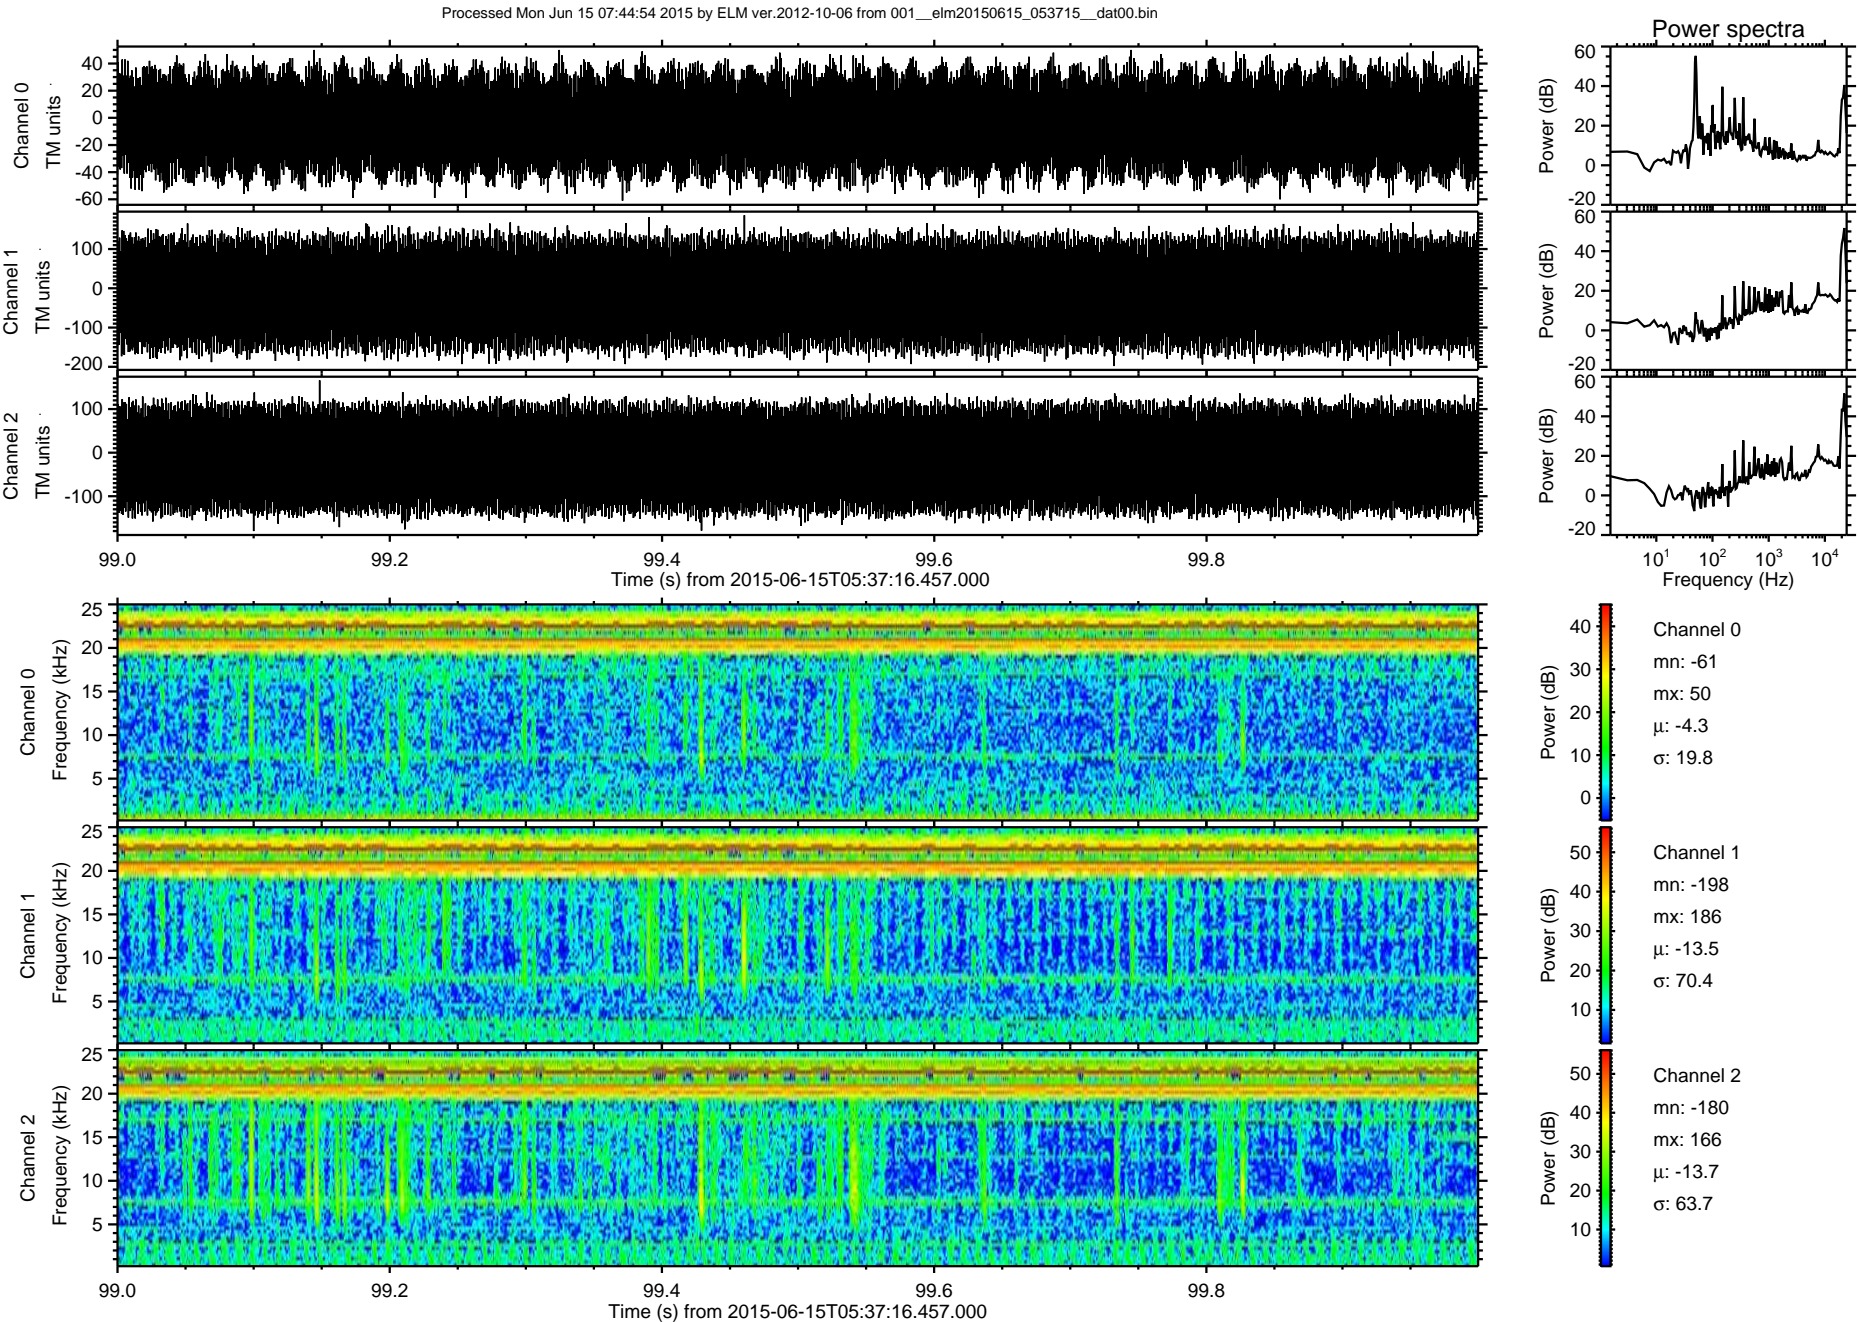 Processed Mon Jun 15 07:44:54 2015 by ELM ver.2012-10-06 from 001__elm20150615_053715__dat00.bin
Power spectra
Channel 0
TM units
40
20
0
-20
-40
-60
Power (dB)
60
40
20
0
-20
Channel 1
TM units
100
0
-100
-200
Power (dB)
60
40
20
0
-20
Channel 2
TM units
100
0
-100
Power (dB)
60
40
20
0
-20
99.0 99.2 99.4 99.6 99.8
Time (s) from 2015-06-15T05:37:16.457.000
10¹ 10² 10³ 10⁴
Frequency (Hz)
Channel 0
Frequency (kHz)
25
20
15
10
5
Power (dB)
40
30
20
10
0
Channel 0
mn: -61
mx: 50
μ: -4.3
σ: 19.8
Channel 1
Frequency (kHz)
25
20
15
10
5
Power (dB)
50
40
30
20
10
Channel 1
mn: -198
mx: 186
μ: -13.5
σ: 70.4
Channel 2
Frequency (kHz)
25
20
15
10
5
Power (dB)
50
40
30
20
10
Channel 2
mn: -180
mx: 166
μ: -13.7
σ: 63.7
99.0 99.2 99.4 99.6 99.8
Time (s) from 2015-06-15T05:37:16.457.000